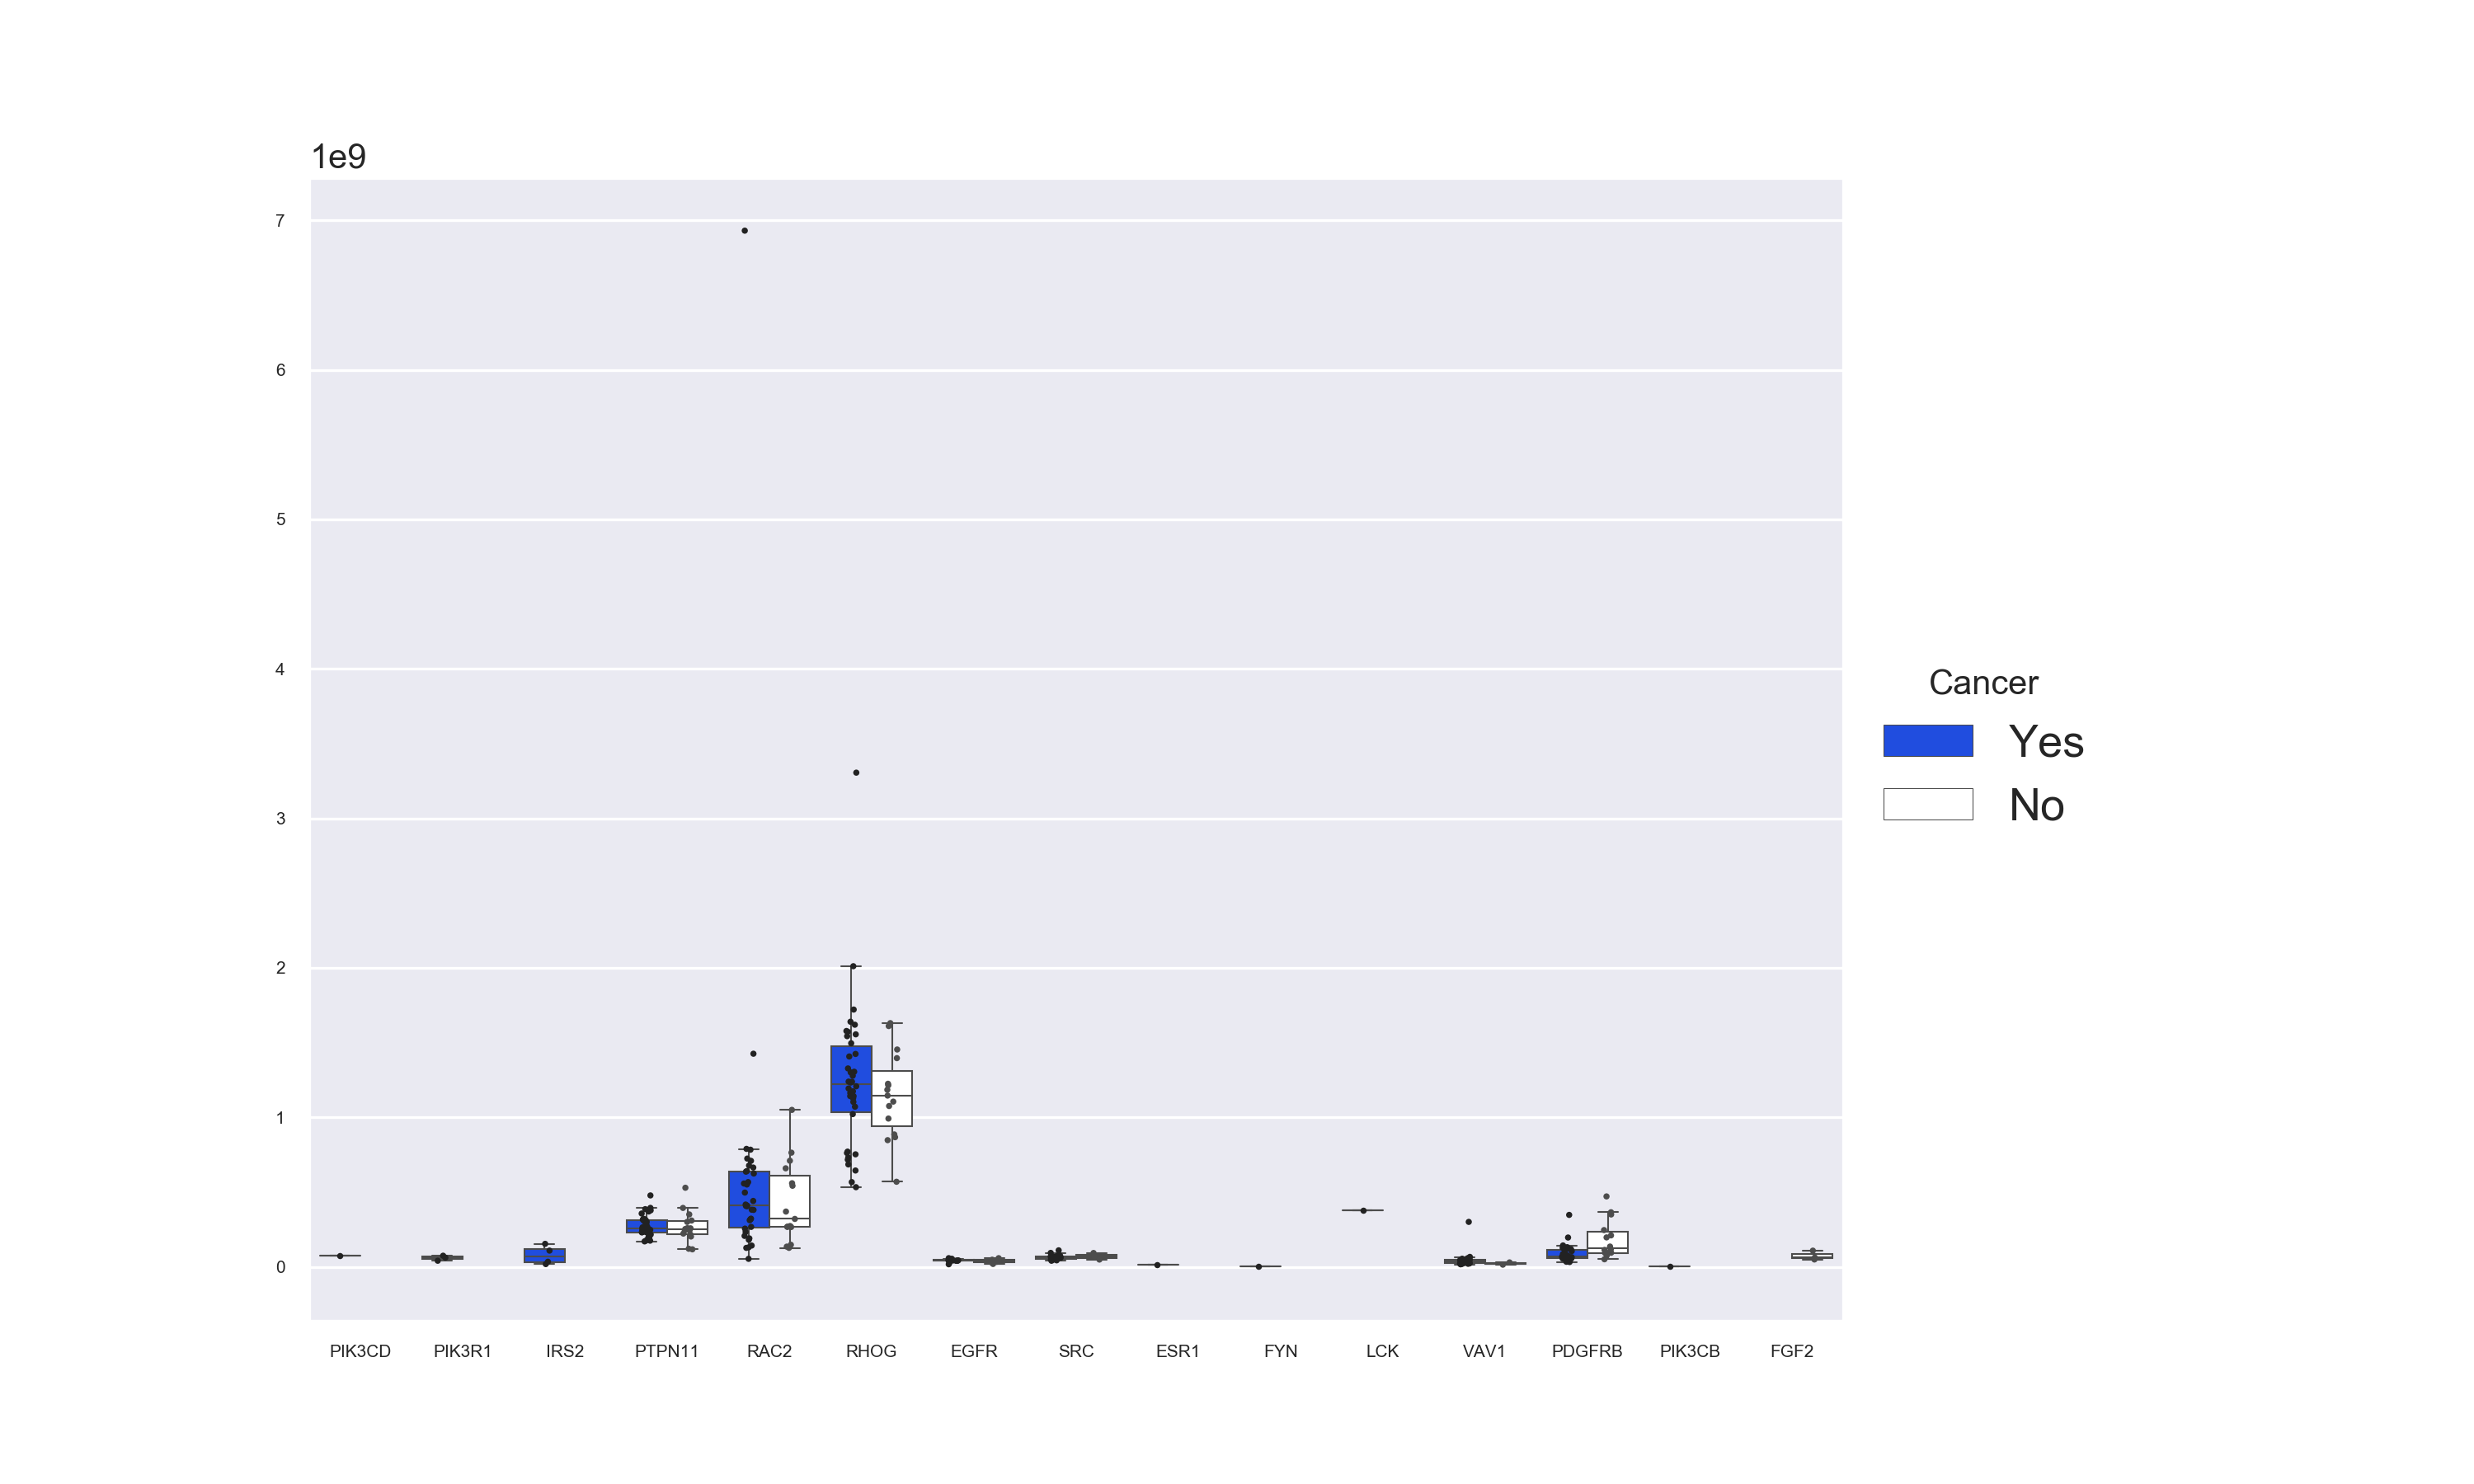 1e9
7
6
5
4
3
2
1
0
PIK3CD PIK3R1 IRS2 PTPN11 RAC2 RHOG EGFR SRC ESR1 FYN LCK VAV1 PDGFRB PIK3CB FGF2
Cancer
Yes
No